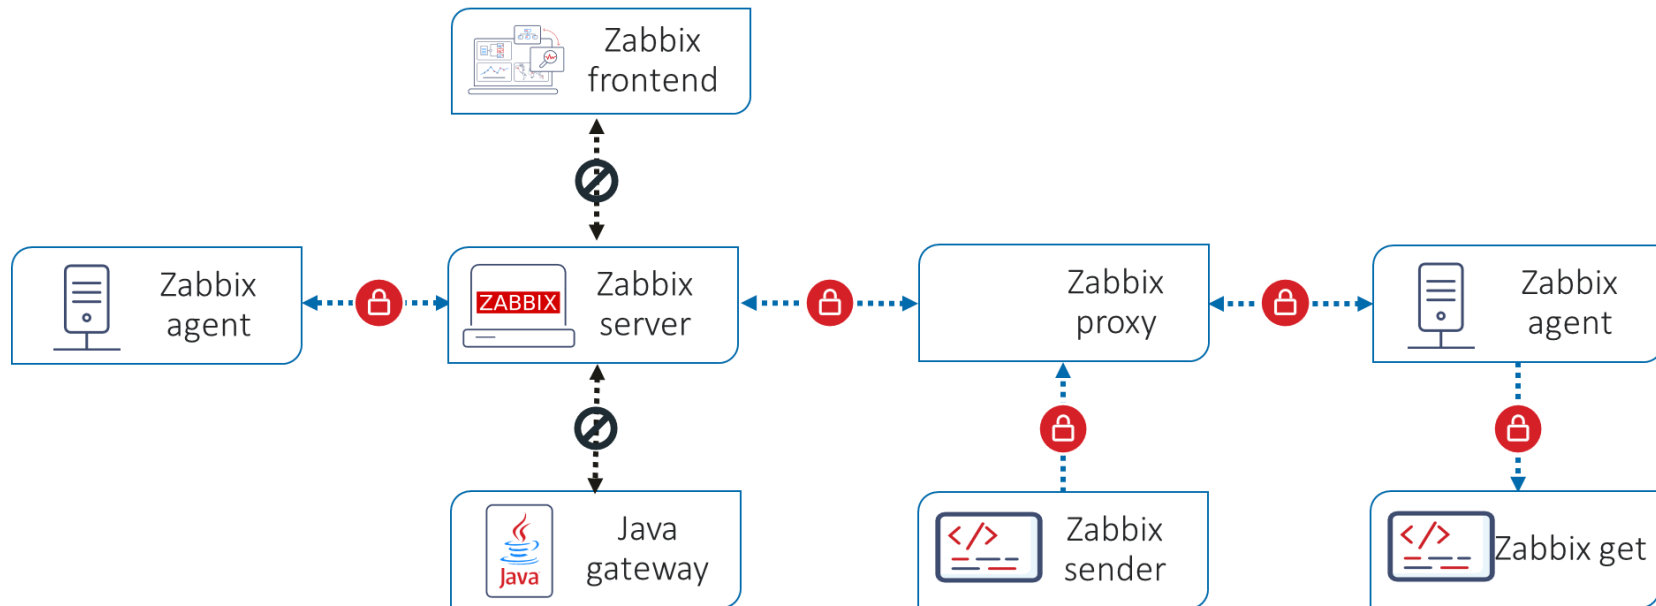 Zabbix
frontend
Zabbix
agent
ZABBIX
Zabbix
server
Zabbix
proxy
Zabbix
agent
Java
Java
gateway
</>
Zabbix
sender
</>
Zabbix get